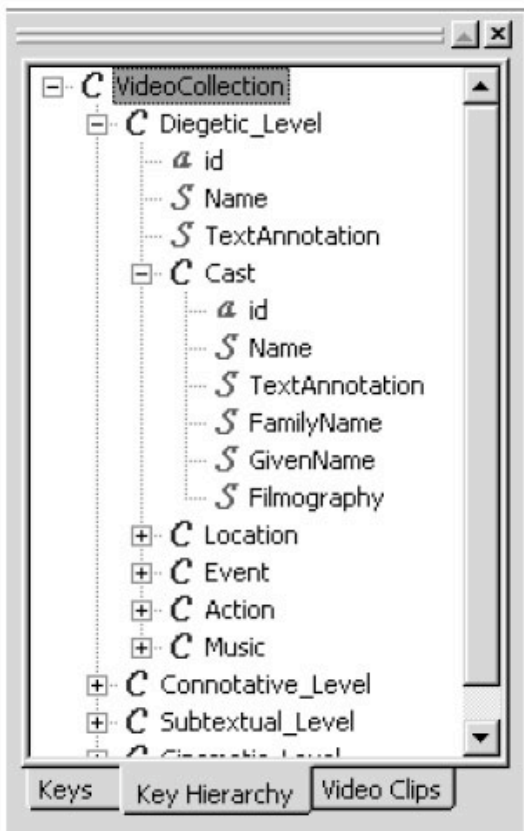 C VideoCollection
C Diegetic_Level
a id
S Name
S TextAnnotation
C Cast
a id
S Name
S TextAnnotation
S FamilyName
S GivenName
S Filmography
C Location
C Event
C Action
C Music
C Connotative_Level
C Subtextual_Level
C Cinematic_Level
Keys Key Hierarchy Video Clips